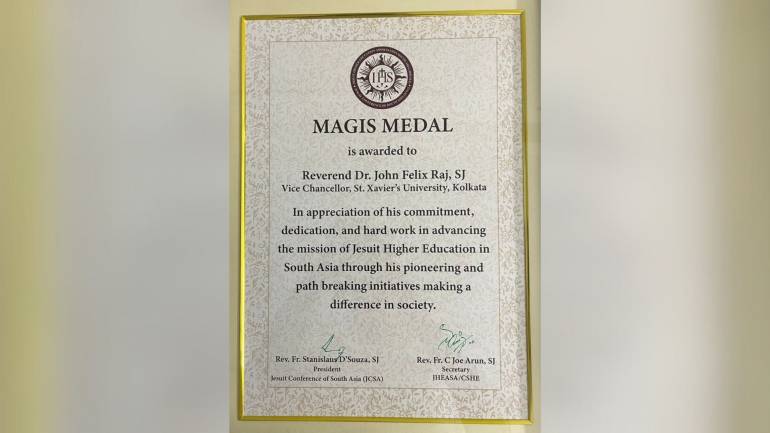 IHS
MAGIS MEDAL
is awarded to
Reverend Dr. John Felix Raj, SJ
Vice Chancellor, St. Xavier's University, Kolkata
In appreciation of his commitment,
dedication, and hard work in advancing
the mission of Jesuit Higher Education in
South Asia through his pioneering and
path breaking initiatives making a
difference in society.
Rev. Fr. Stanislaus D'Souza, SJ
President
Jesuit Conference of South Asia (JCSA)
Rev. Fr. C Joe Arun, SJ
Secretary
JHEASA/CSHE